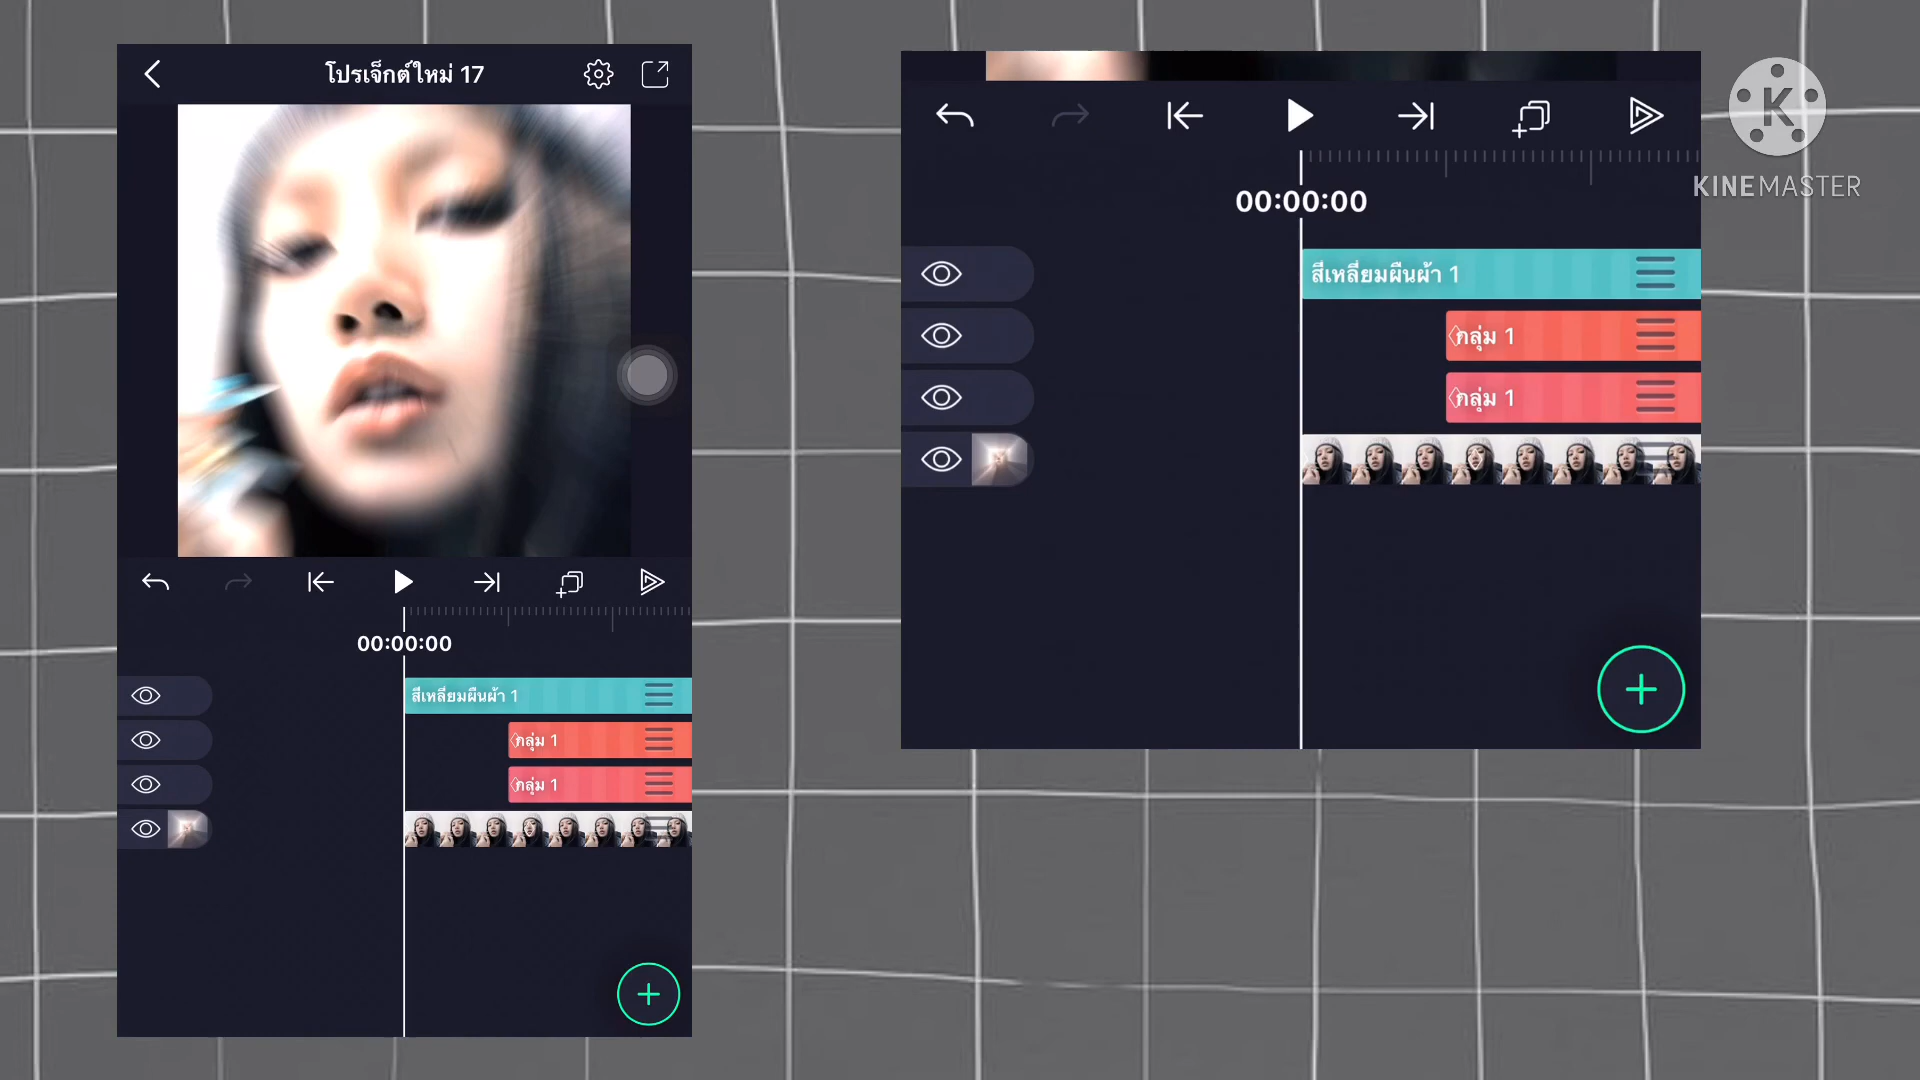 โปรเจ็กต์ใหม่ 17
00:00:00
สี่เหลี่ยมผืนผ้า 1
กลุ่ม 1
กลุ่ม 1
00:00:00
สี่เหลี่ยมผืนผ้า 1
กลุ่ม 1
กลุ่ม 1
K
KINEMASTER